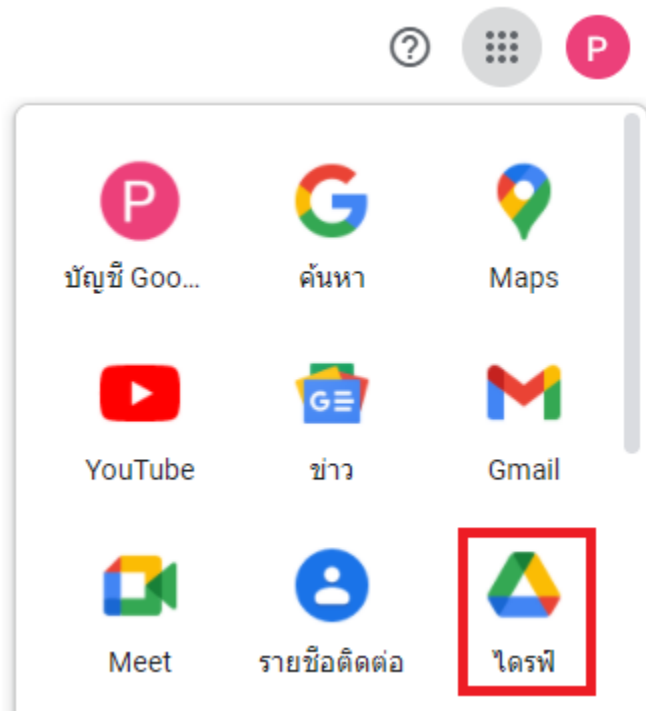 P
P
บัญชี Goo...
ค้นหา
Maps
YouTube
ข่าว
Gmail
Meet
รายชื่อติดต่อ
ไดรฟ์